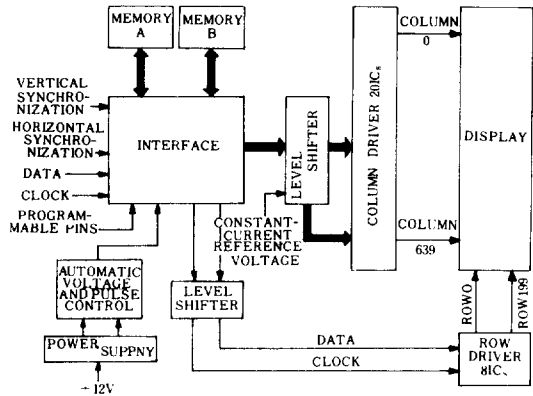 MEMORY
A
MEMORY
B
VERTICAL
SYNCHRO-
NIZATION
HORIZONTAL
SYNCHRO-
NIZATION
DATA
CLOCK
PROGRAM-
MABLE PINS
INTERFACE
LEVEL
SHIFTER
COLUMN DRIVER 20ICs
COLUMN
0
DISPLAY
COLUMN
639
CONSTANT-
CURRENT
REFERENCE
VOLTAGE
AUTOMATIC
VOLTAGE
AND PULSE
CONTROL
LEVEL
SHIFTER
ROW0
ROW199
POWER
SUPPNY
-12V
DATA
CLOCK
ROW
DRIVER
8IC